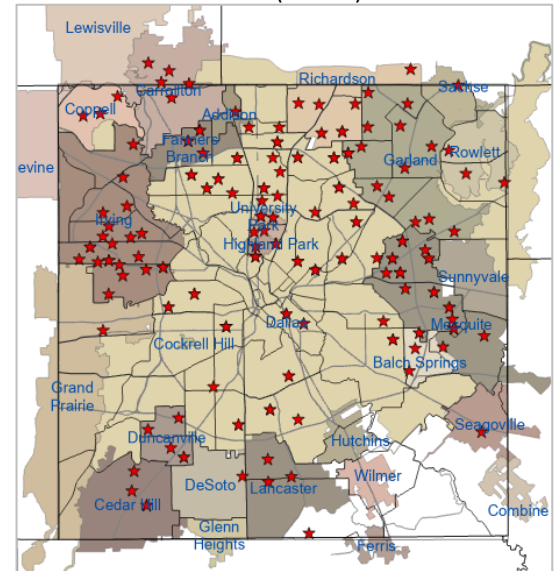 Lewisville
Richardson
Sachse
Carrollton
Coppell
Addison
Farmers
Branch
Garland
Rowlett
evine
Irving
University
Park
Highland Park
Sunnyvale
Dallas
Mesquite
Cockrell Hill
Balch Springs
Grand
Prairie
Seagoville
Duncanville
Hutchins
Wilmer
DeSoto
Lancaster
Cedar Hill
Combine
Glenn
Heights
Ferris